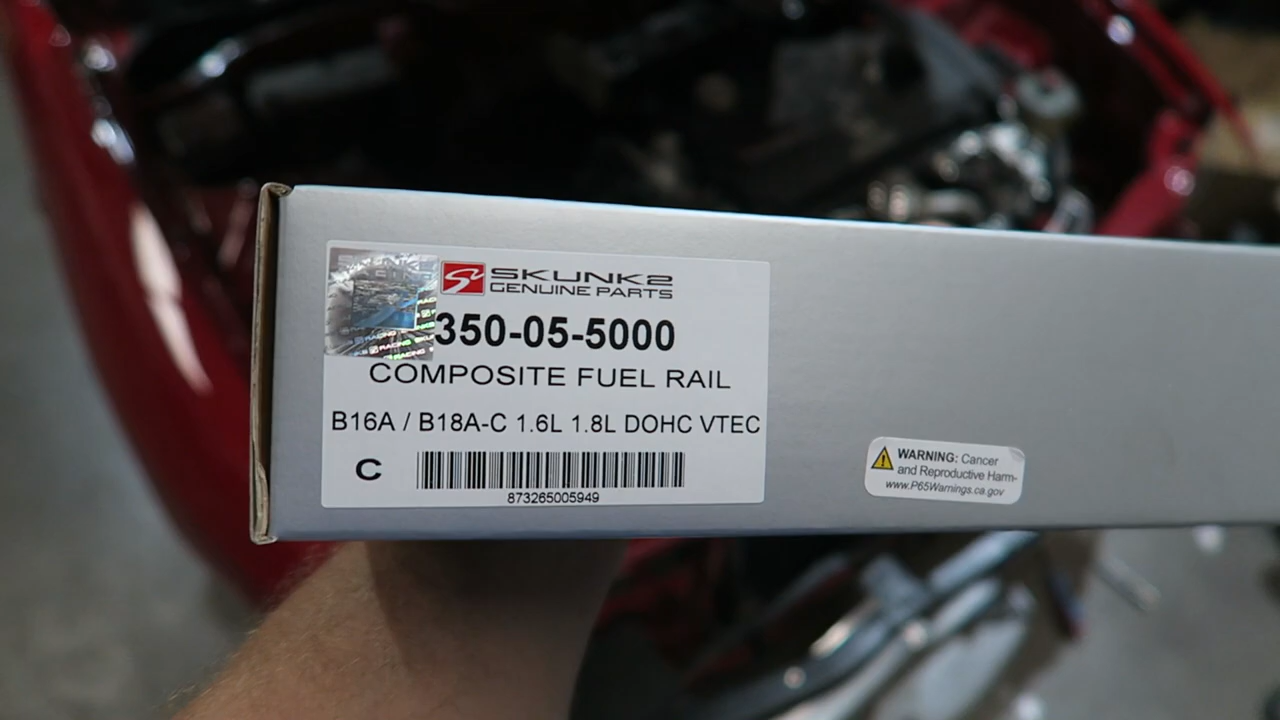 SKUNK2
GENUINE PARTS
350-05-5000
COMPOSITE FUEL RAIL
B16A / B18A-C 1.6L 1.8L DOHC VTEC
C
873265005949
WARNING: Cancer
and Reproductive Harm-
www.P65Warnings.ca.gov
RACING